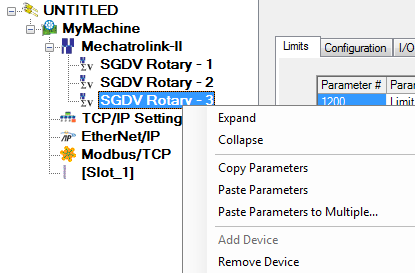 UNTITLED
MyMachine
Mechatrolink-II
SGDV Rotary - 1
SGDV Rotary - 2
SGDV Rotary - 3
TCP/IP Setting
EtherNet/IP
Modbus/TCP
[Slot_1]
Limits Configuration I/O
Parameter # Para
1200 Limit
Expand
Collapse
Copy Parameters
Paste Parameters
Paste Parameters to Multiple...
Add Device
Remove Device